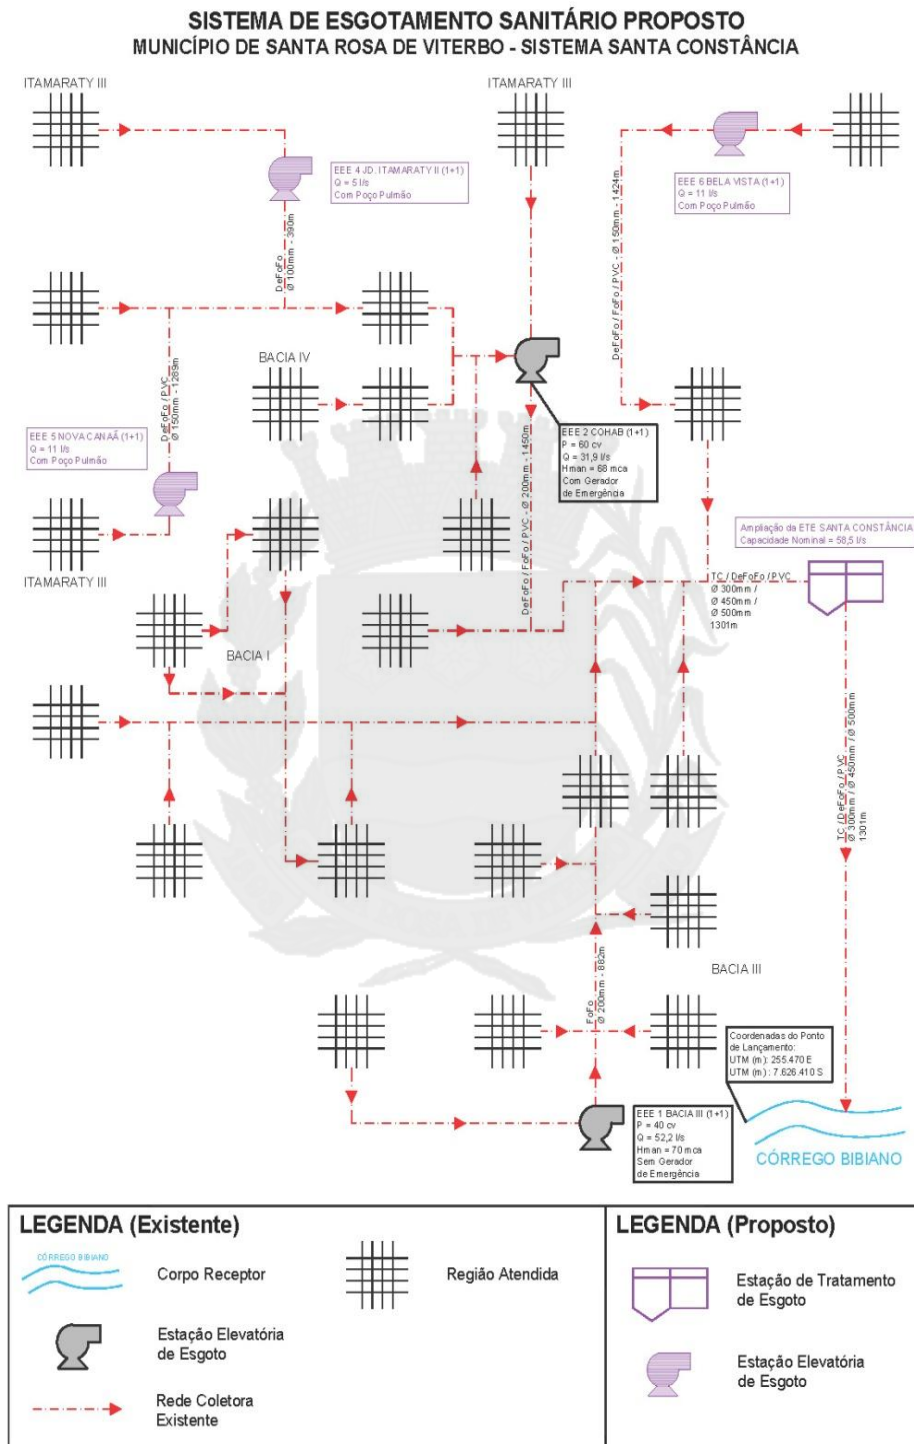 SISTEMA DE ESGOTAMENTO SANITÁRIO PROPOSTO
MUNICÍPIO DE SANTA ROSA DE VITERBO - SISTEMA SANTA CONSTÂNCIA
ITAMARATY III
ITAMARATY III
EEE 4 JD. ITAMARATY II (1+1)
Q = 5 l/s
Com Poço Pulmão
EEE 6 BELA VISTA (1+1)
Q = 11 l/s
Com Poço Pulmão
DeFoFo
Ø 100mm - 390m
DeFoFo / FoFo / PVC - Ø 150mm - 1424m
BACIA IV
DeFoFo / PVC
Ø 150mm - 1269m
EEE 5 NOVA CANAÃ (1+1)
Q = 11 l/s
Com Poço Pulmão
EEE 2 COHAB (1+1)
P = 60 cv
Q = 31,9 l/s
Hman = 68 mca
Com Gerador
de Emergência
DeFoFo / FoFo / PVC - Ø 200mm - 1450m
Ampliação da ETE SANTA CONSTÂNCIA
Capacidade Nominal = 58,5 l/s
ITAMARATY III
TC / DeFoFo / PVC
Ø 300mm /
Ø 450mm /
Ø 500mm
1301m
BACIA I
TC / DeFoFo / PVC
Ø 300mm / Ø 450mm / Ø 500mm
1301m
BACIA III
FoFo
Ø 200mm - 882m
Coordenadas do Ponto
de Lançamento:
UTM (m): 255.470 E
UTM (m): 7.626.410 S
EEE 1 BACIA III (1+1)
P = 40 cv
Q = 52,2 l/s
Hman = 70 mca
Sem Gerador
de Emergência
CÓRREGO BIBIANO
LEGENDA (Existente)
CÓRREGO BIBIANO
Corpo Receptor
Região Atendida
Estação Elevatória
de Esgoto
Rede Coletora
Existente
LEGENDA (Proposto)
Estação de Tratamento
de Esgoto
Estação Elevatória
de Esgoto